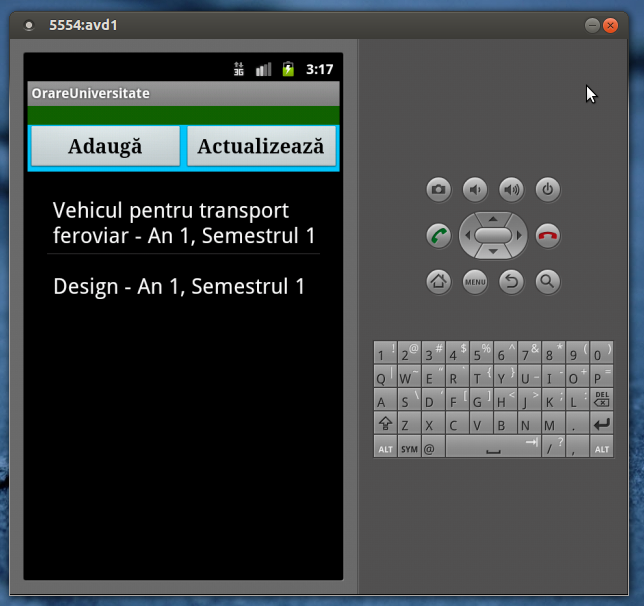 5554:avd1
3G 3:17
OrareUniversitate
Adaugă Actualizează
Vehicul pentru transport
feroviar - An 1, Semestrul 1
Design - An 1, Semestrul 1
MENU
1 ! 2 @ 3 # 4 $ 5 % 6 ^ 7 & 8 * 9 ( 0 )
Q | W ~ E " R ` T { Y } U _ I - O + P =
A S \ D ' F [ G ] H < J > K ; L : DEL
Z X C V B N M .
ALT SYM @ / ? , ALT